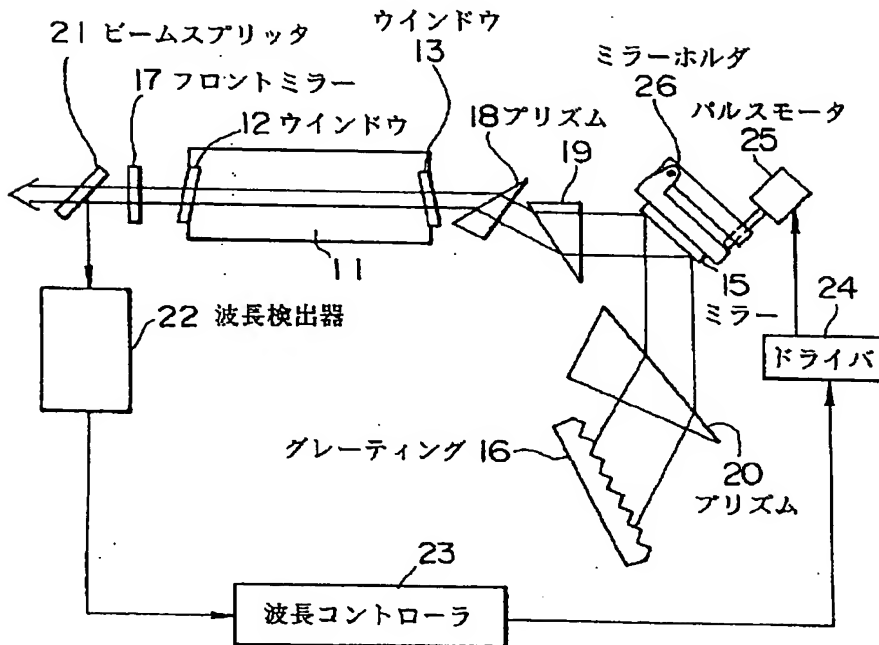 21 ビームスプリッタ
ウインドウ
13
17 フロントミラー
12 ウインドウ
18 プリズム
19
ミラーホルダ
26
パルスモータ
25
11
15
ミラー
24
ドライバ
22 波長検出器
グレーティング 16
20
プリズム
23
波長コントローラ